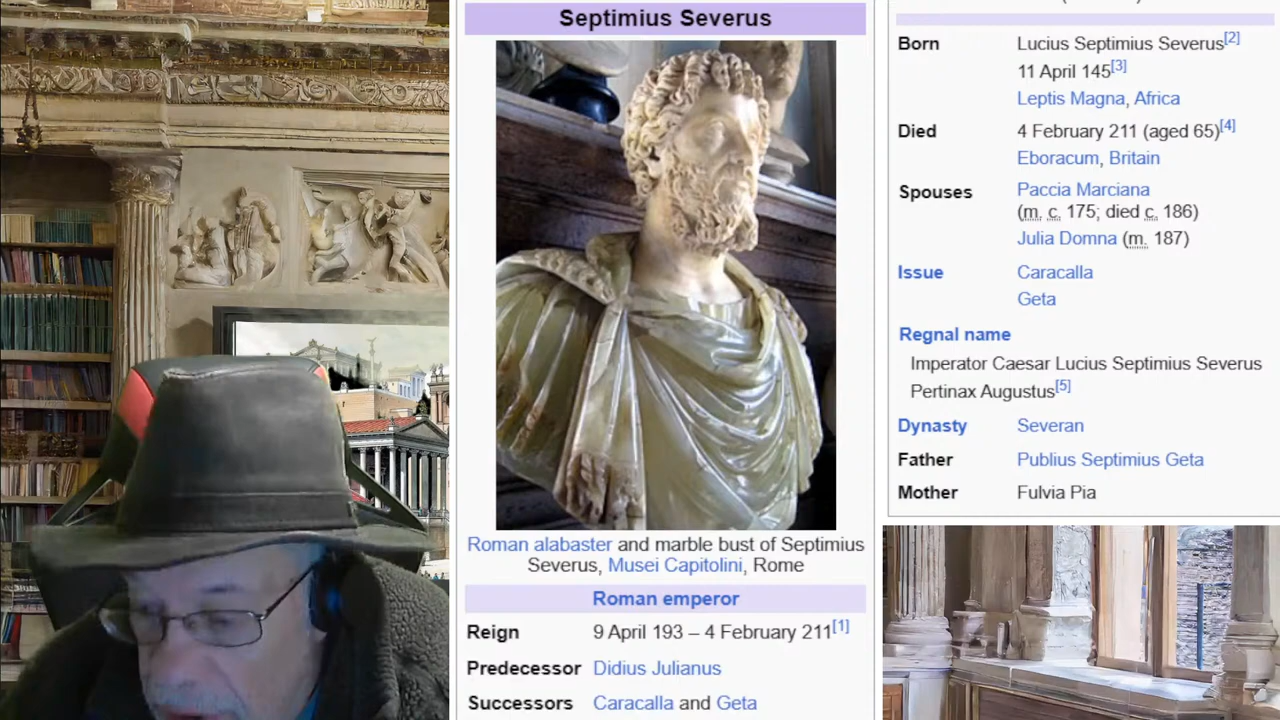 Septimius Severus
Roman alabaster and marble bust of Septimius
Severus, Musei Capitolini, Rome
Roman emperor
Reign 9 April 193 – 4 February 211[1]
Predecessor Didius Julianus
Successors Caracalla and Geta
Born Lucius Septimius Severus[2]
11 April 145[3]
Leptis Magna, Africa
Died 4 February 211 (aged 65)[4]
Eboracum, Britain
Spouses Paccia Marciana
(m. c. 175; died c. 186)
Julia Domna (m. 187)
Issue Caracalla
Geta
Regnal name
Imperator Caesar Lucius Septimius Severus
Pertinax Augustus[5]
Dynasty Severan
Father Publius Septimius Geta
Mother Fulvia Pia